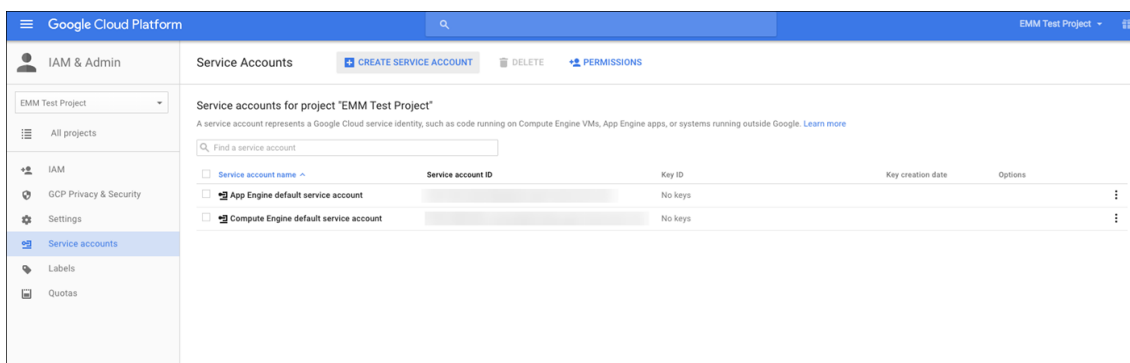 Google Cloud Platform
EMM Test Project
IAM & Admin
Service Accounts
CREATE SERVICE ACCOUNT
DELETE
PERMISSIONS
EMM Test Project
All projects
IAM
GCP Privacy & Security
Settings
Service accounts
Labels
Quotas
Service accounts for project "EMM Test Project"
A service account represents a Google Cloud service identity, such as code running on Compute Engine VMs, App Engine apps, or systems running outside Google. Learn more
Find a service account
Service account name Service account ID Key ID Key creation date Options
App Engine default service account No keys
Compute Engine default service account No keys